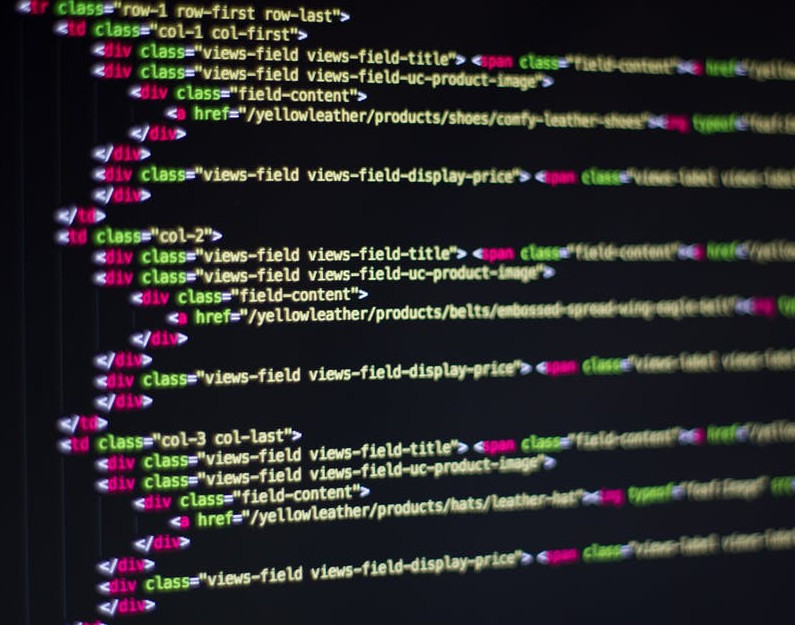 <tr class="row-1 row-first row-last">
<td class="col-1 col-first">
<div class="views-field views-field-title"> <span class="field-content"><a href="/yellow
<div class="views-field views-field-uc-product-image">
<div class="field-content">
<a href="/yellowleather/products/shoes/comfy-leather-shoes"><img typeof="foaf:I
</div>
</div>
<div class="views-field views-field-display-price"> <span class="views-label views-label
</div>
</td>
<td class="col-2">
<div class="views-field views-field-title"> <span class="field-content"><a href="/yellow
<div class="views-field views-field-uc-product-image">
<div class="field-content">
<a href="/yellowleather/products/belts/embossed-spread-wing-eagle-belt"><img
</div>
</div>
<div class="views-field views-field-display-price"> <span class="views-label views-label
</div>
</td>
<td class="col-3 col-last">
<div class="views-field views-field-title"> <span class="field-content"><a href="/yellow
<div class="views-field views-field-uc-product-image">
<div class="field-content">
<a href="/yellowleather/products/hats/leather-hat"><img typeof="foaf:Image"
</div>
</div>
<div class="views-field views-field-display-price"> <span class="views-label views-label
</div>